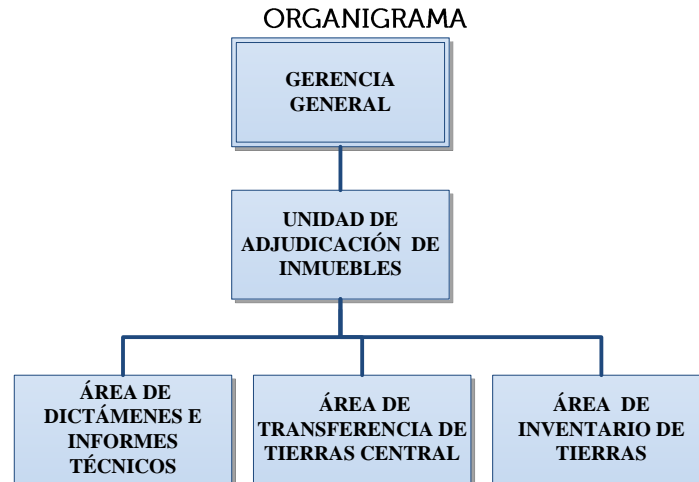 ORGANIGRAMA
GERENCIA
GENERAL
UNIDAD DE
ADJUDICACIÓN DE
INMUEBLES
ÁREA DE
DICTÁMENES E
INFORMES
TÉCNICOS
ÁREA DE
TRANSFERENCIA DE
TIERRAS CENTRAL
ÁREA DE
INVENTARIO DE
TIERRAS